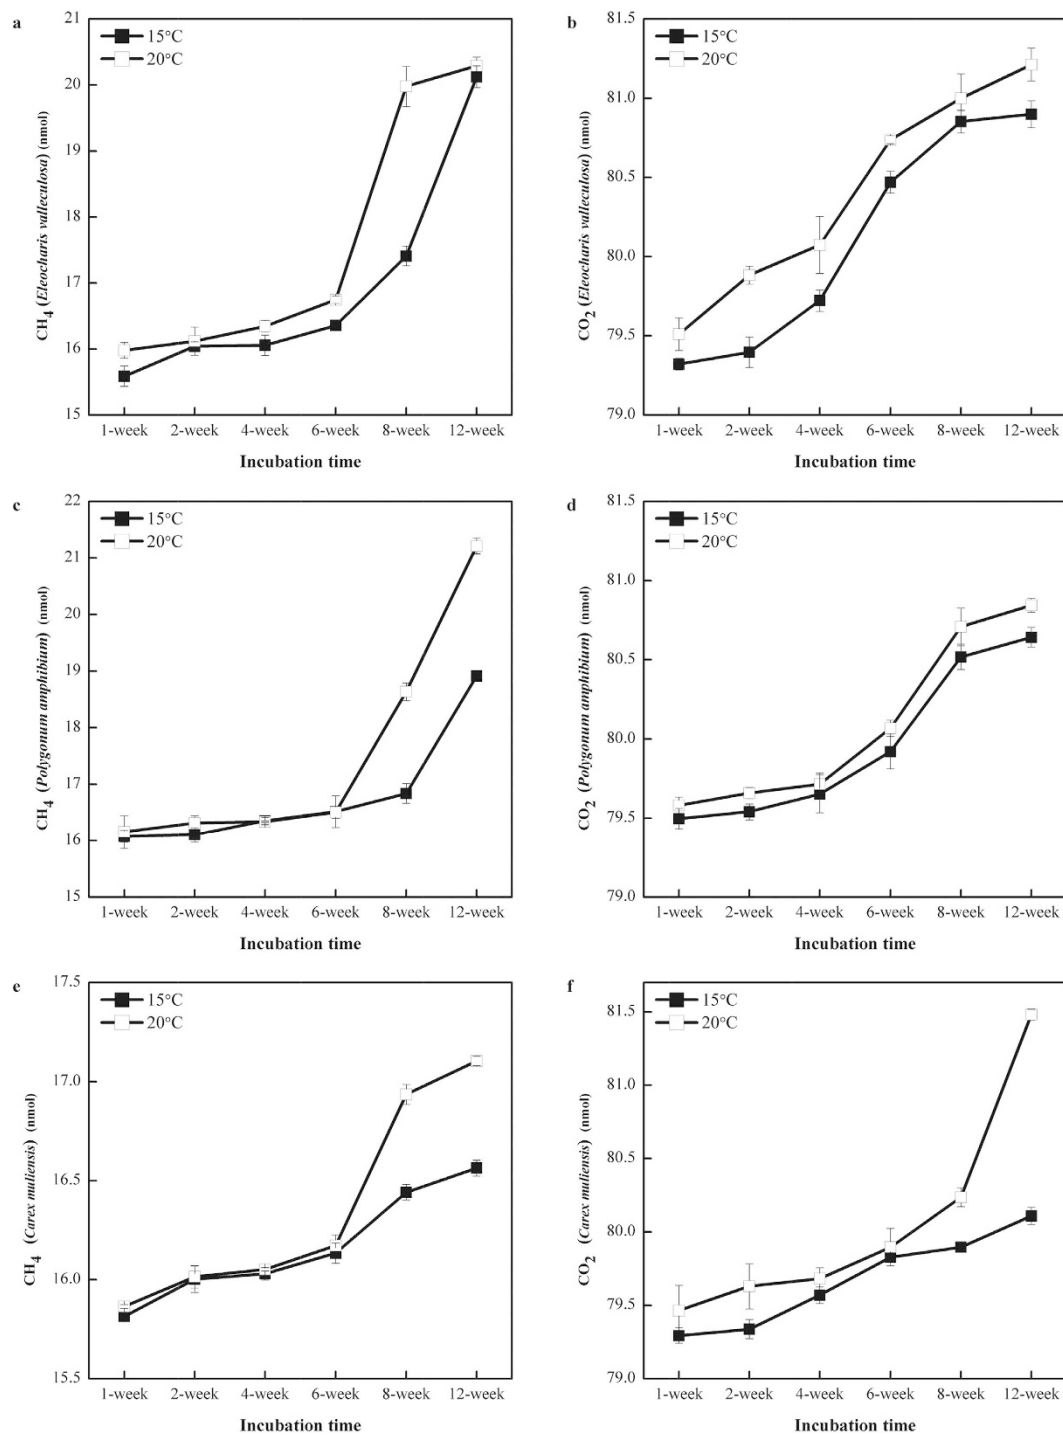 a
21
20
19
18
17
16
15
CH4 (Eleocharis valleculosa) (nmol)
15°C
20°C
1-week 2-week 4-week 6-week 8-week 12-week
Incubation time
b
81.5
81.0
80.5
80.0
79.5
79.0
CO2 (Eleocharis valleculosa) (nmol)
15°C
20°C
1-week 2-week 4-week 6-week 8-week 12-week
Incubation time
c
22
21
20
19
18
17
16
15
CH4 (Polygonum amphibium) (nmol)
15°C
20°C
1-week 2-week 4-week 6-week 8-week 12-week
Incubation time
d
81.5
81.0
80.5
80.0
79.5
79.0
CO2 (Polygonum amphibium) (nmol)
15°C
20°C
1-week 2-week 4-week 6-week 8-week 12-week
Incubation time
e
17.5
17.0
16.5
16.0
15.5
CH4 (Carex muliensis) (nmol)
15°C
20°C
1-week 2-week 4-week 6-week 8-week 12-week
Incubation time
f
81.5
81.0
80.5
80.0
79.5
79.0
CO2 (Carex muliensis) (nmol)
15°C
20°C
1-week 2-week 4-week 6-week 8-week 12-week
Incubation time